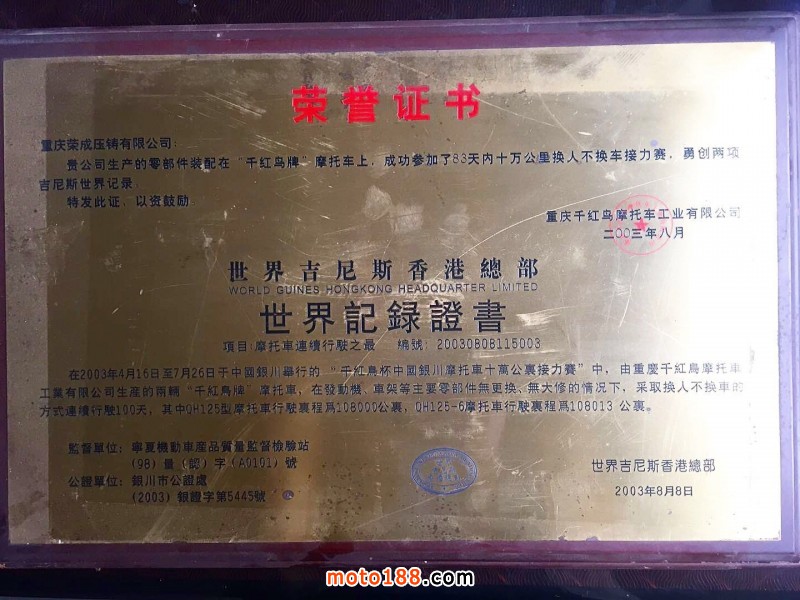 荣誉证书
重庆荣成压铸有限公司:
贵公司生产的零部件装配在“千红鸟牌”摩托车上,成功参加了83天内十万公里换人不换车接力赛,勇创两项
吉尼斯世界记录。
特发此证,以资鼓励。
重庆千红鸟摩托车工业有限公司
二00三年八月
世界吉尼斯香港總部
WORLD GUINES HONGKONG HEADQUARTER LIMITED
世界記録證書
項目:摩托車連續行駛之最 編號:20030808115003
在2003年4月16日至7月26日于中國銀川舉行的“千紅鳥杯中國銀川摩托車十萬公裏接力賽”中,由重慶千紅鳥摩托車
工業有限公司生産的兩輛“千紅鳥牌”摩托車,在發動機、車架等主要零部件無更换、無大修的情况下,采取换人不换車的
方式連續行駛100天,其中QH125型摩托車行駛裏程爲108000公裏,QH125-6摩托車行駛裏程爲108013 公裏。
監督單位:寧夏機動車産品質量監督檢驗站
(98)量(認)字(A0101)號
公證單位:銀川市公證處
(2003)銀證字第5445號
世界吉尼斯香港總部
2003年8月8日
moto188.com